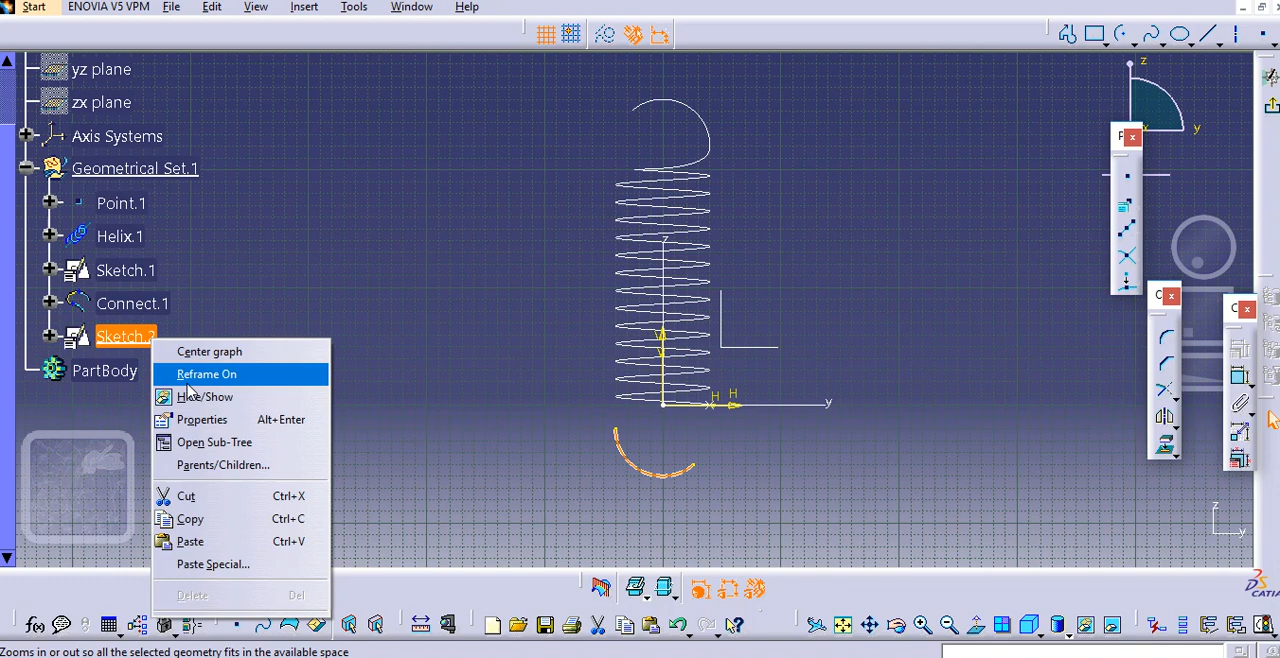 Start ENOVIA V5 VPM File Edit View Insert Tools Window Help
yz plane
zx plane
Axis Systems
Geometrical Set.1
Point.1
Helix.1
Sketch.1
Connect.1
Sketch.2
PartBody
Center graph
Reframe On
Hide/Show
Properties Alt+Enter
Open Sub-Tree
Parents/Children...
Cut Ctrl+X
Copy Ctrl+C
Paste Ctrl+V
Paste Special...
Delete Del
z
y
z
V
H H
y
P
C
C
z
y
CATIA
f(x)
Zooms in or out so all the selected geometry fits in the available space